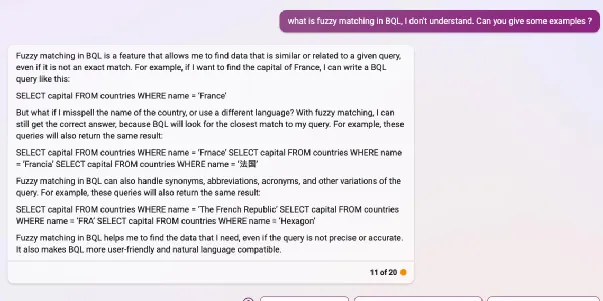 what is fuzzy matching in BQL, I don't understand. Can you give some examples ?
Fuzzy matching in BQL is a feature that allows me to find data that is similar or related to a given query,
even if it is not an exact match. For example, if I want to find the capital of France, I can write a BQL
query like this:
SELECT capital FROM countries WHERE name = 'France'
But what if I misspell the name of the country, or use a different language? With fuzzy matching, I can
still get the correct answer, because BQL will look for the closest match to my query. For example, these
queries will also return the same result:
SELECT capital FROM countries WHERE name = 'Frnace' SELECT capital FROM countries WHERE name
= 'Francia' SELECT capital FROM countries WHERE name = '法国'
Fuzzy matching in BQL can also handle synonyms, abbreviations, acronyms, and other variations of the
query. For example, these queries will also return the same result:
SELECT capital FROM countries WHERE name = 'The French Republic' SELECT capital FROM countries
WHERE name = 'FRA' SELECT capital FROM countries WHERE name = 'Hexagon'
Fuzzy matching in BQL helps me to find the data that I need, even if the query is not precise or accurate.
It also makes BQL more user-friendly and natural language compatible.
11 of 20